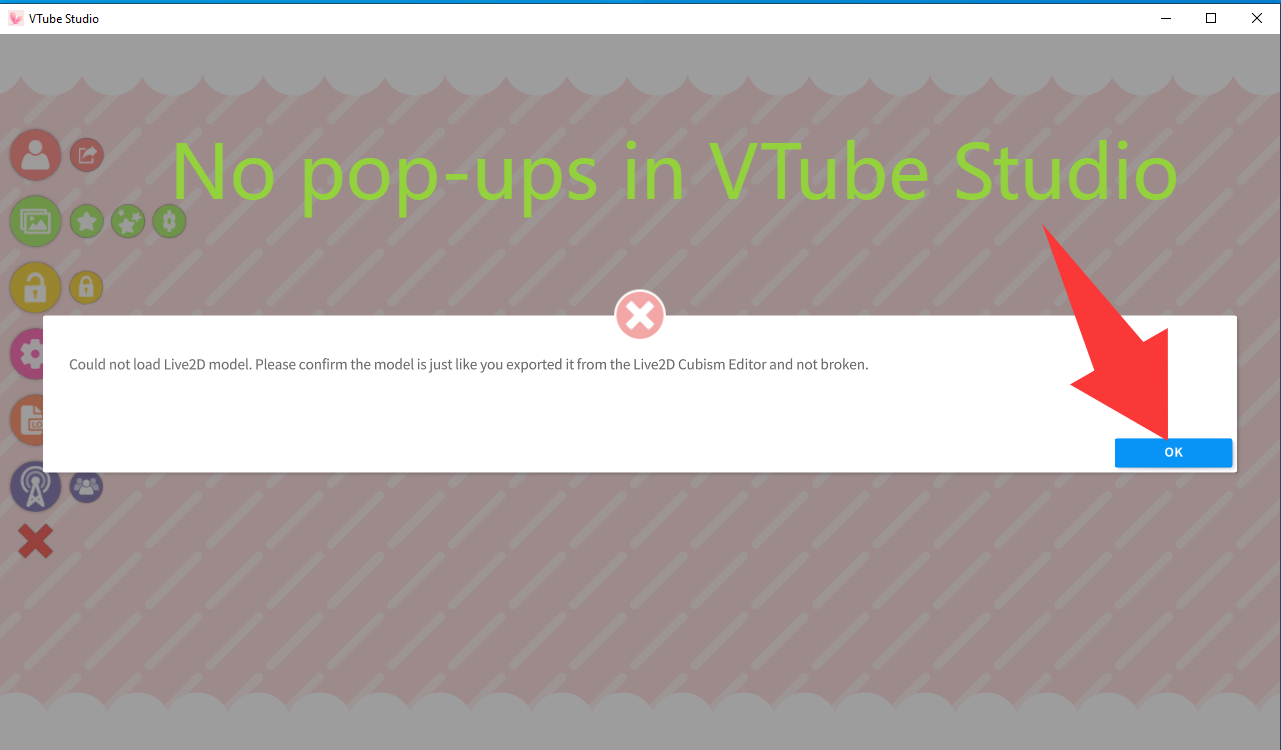 VTube Studio
No pop-ups in VTube Studio
Could not load Live2D model. Please confirm the model is just like you exported it from the Live2D Cubism Editor and not broken.
LO
OK